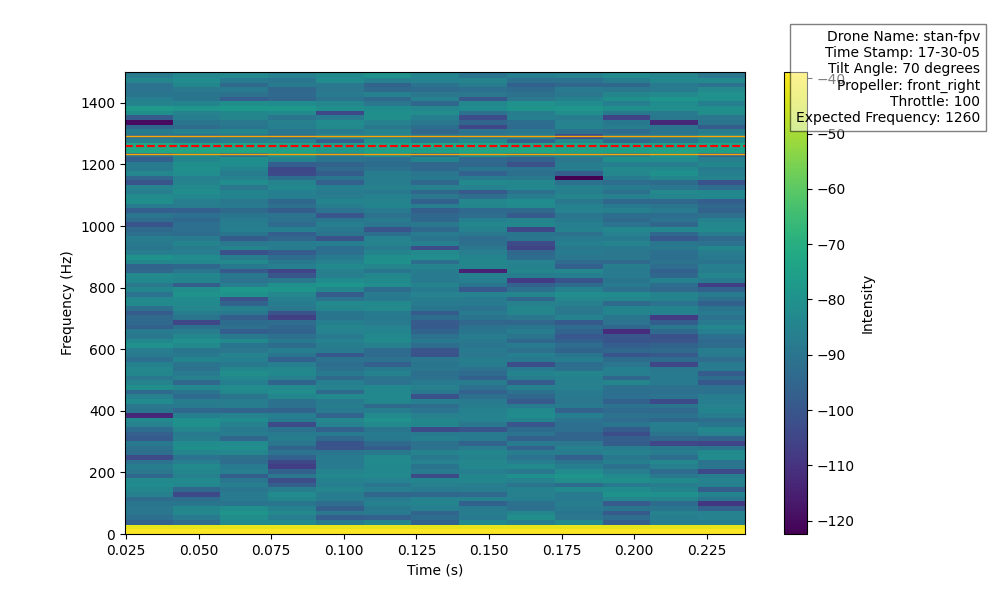 Drone Name: stan-fpv
Time Stamp: 17-30-05
Tilt Angle: 70 degrees
Propeller: front_right
Throttle: 100
Expected Frequency: 1260
1400
1200
1000
800
600
400
200
0
Frequency (Hz)
0.025
0.050
0.075
0.100
0.125
0.150
0.175
0.200
0.225
Time (s)
−40
−50
−60
−70
−80
−90
−100
−110
−120
Intensity